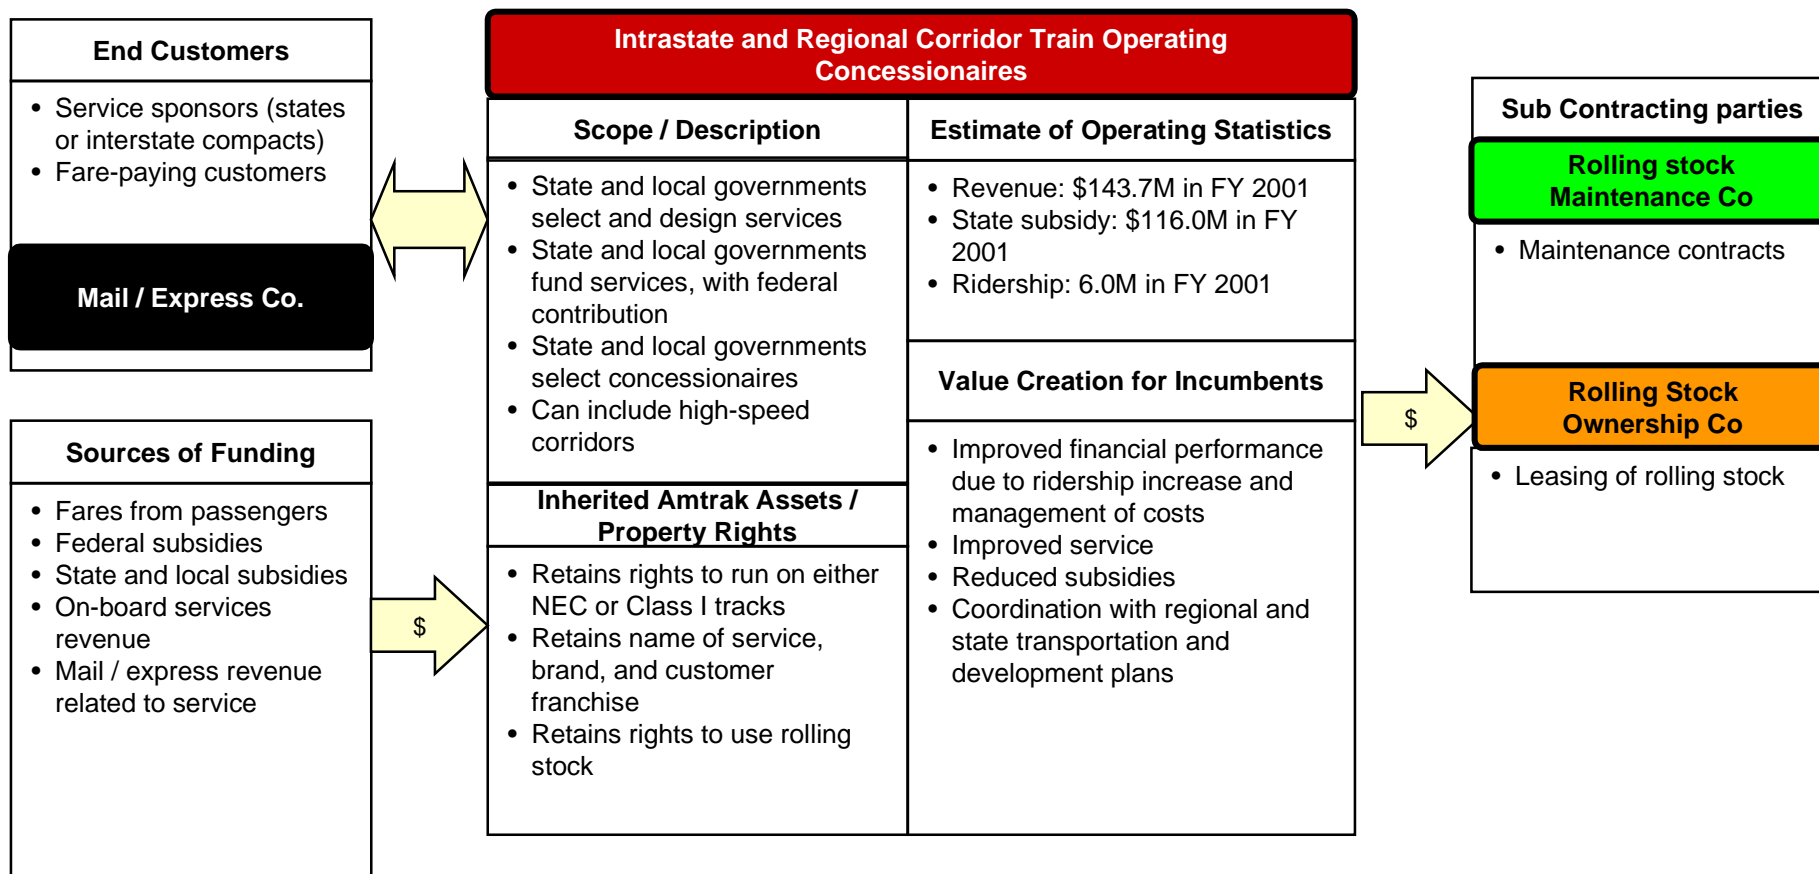 End Customers
• Service sponsors (states
or interstate compacts)
• Fare-paying customers
Mail / Express Co.
Sources of Funding
• Fares from passengers
• Federal subsidies
• State and local subsidies
• On-board services
revenue
• Mail / express revenue
related to service
$
Intrastate and Regional Corridor Train Operating
Concessionaires
Scope / Description
• State and local governments
select and design services
• State and local governments
fund services, with federal
contribution
• State and local governments
select concessionaires
• Can include high-speed
corridors
Inherited Amtrak Assets /
Property Rights
• Retains rights to run on either
NEC or Class I tracks
• Retains name of service,
brand, and customer
franchise
• Retains rights to use rolling
stock
Estimate of Operating Statistics
• Revenue: $143.7M in FY 2001
• State subsidy: $116.0M in FY
2001
• Ridership: 6.0M in FY 2001
Value Creation for Incumbents
• Improved financial performance
due to ridership increase and
management of costs
• Improved service
• Reduced subsidies
• Coordination with regional and
state transportation and
development plans
$
Sub Contracting parties
Rolling stock
Maintenance Co
• Maintenance contracts
Rolling Stock
Ownership Co
• Leasing of rolling stock